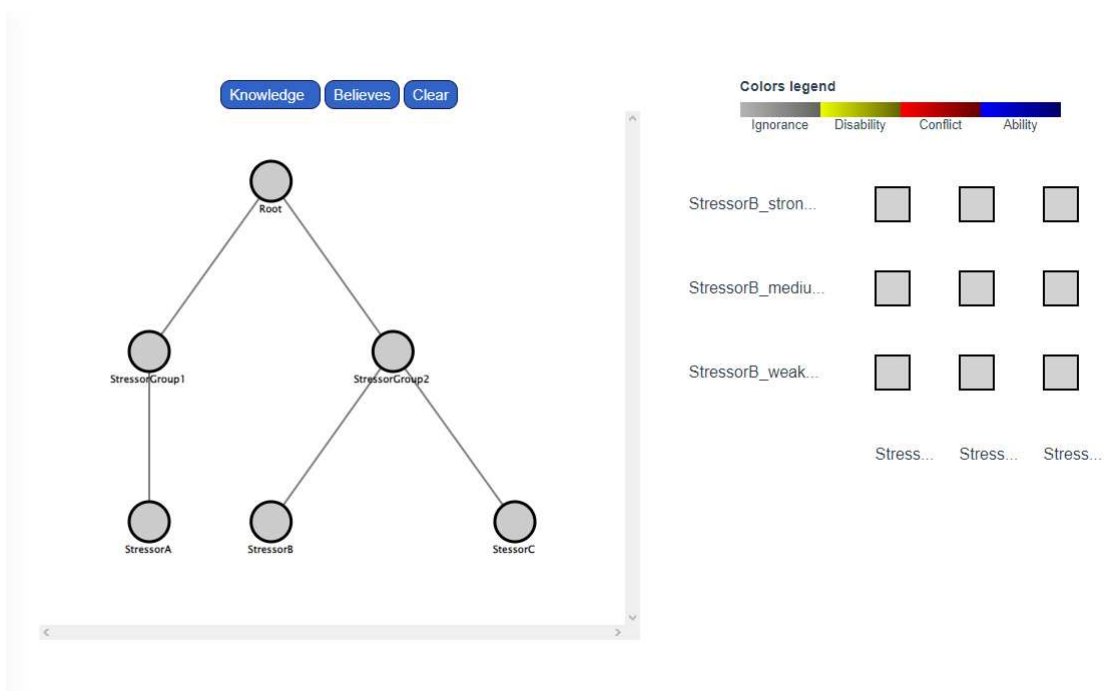 Knowledge Believes Clear
Root
StressorGroup1 StressorGroup2
StressorA StressorB StessorC
Colors legend
Ignorance Disability Conflict Ability
StressorB_stron...
StressorB_mediu...
StressorB_weak...
Stress... Stress... Stress...